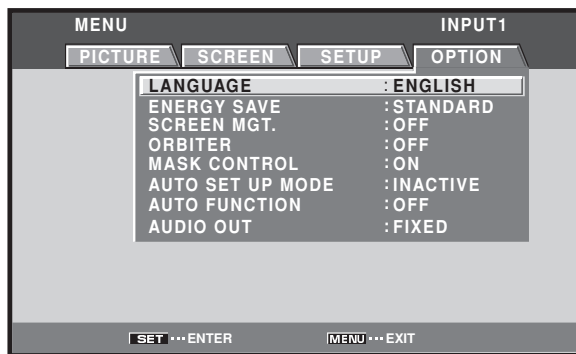 MENU INPUT1
PICTURE SCREEN SETUP OPTION
LANGUAGE : ENGLISH
ENERGY SAVE : STANDARD
SCREEN MGT. : OFF
ORBITER : OFF
MASK CONTROL : ON
AUTO SET UP MODE : INACTIVE
AUTO FUNCTION : OFF
AUDIO OUT : FIXED
SET ··· ENTER MENU ··· EXIT